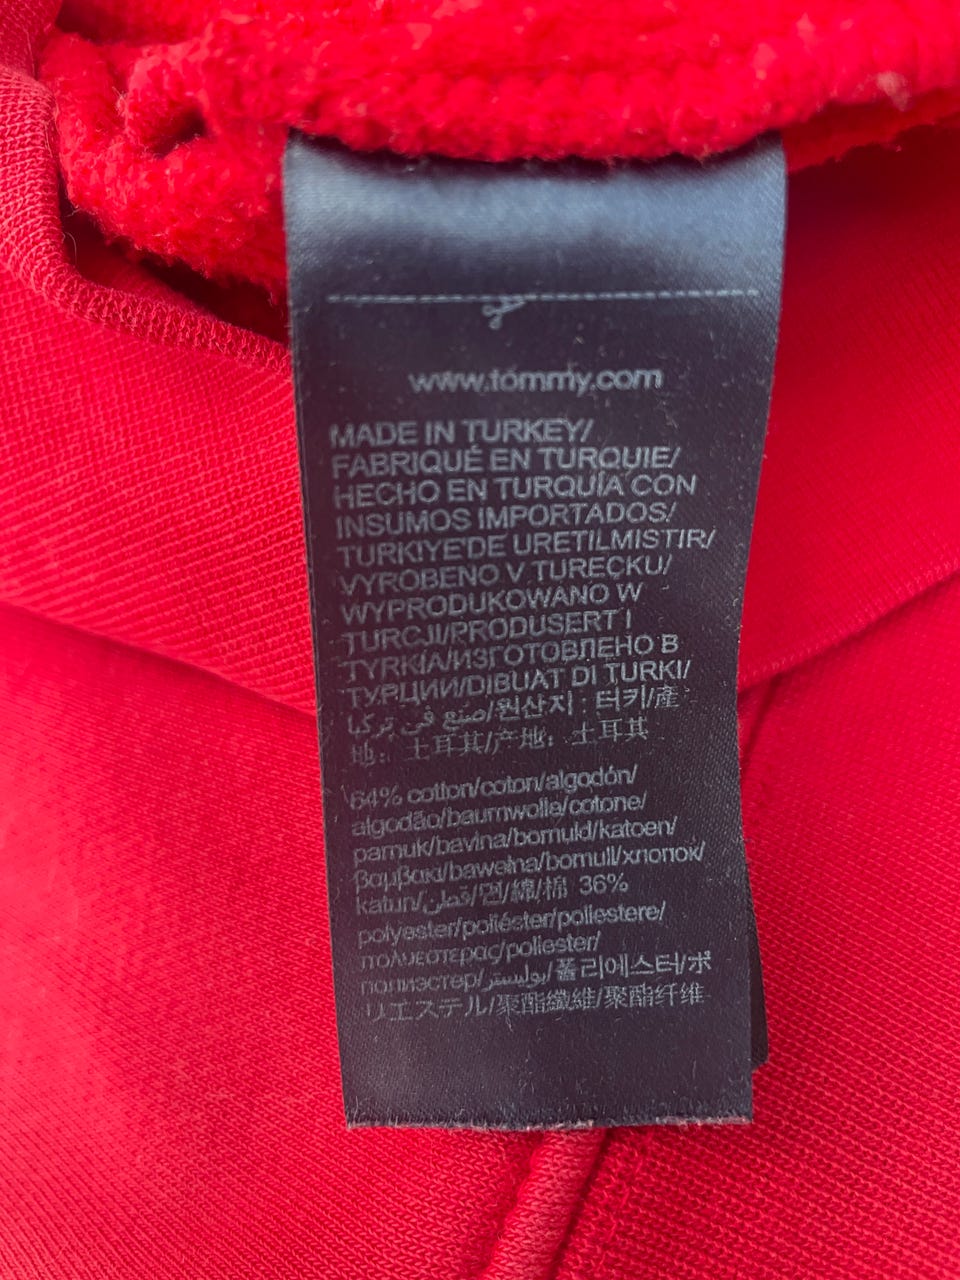 www.tommy.com
MADE IN TURKEY/
FABRIQUÉ EN TURQUIE/
HECHO EN TURQUÍA CON
INSUMOS IMPORTADOS/
TURKIYE'DE URETILMISTIR/
VYROBENO V TURECKU/
WYPRODUKOWANO W
TURCJI/PRODUSERT I
TYRKIA/ИЗГОТОВЛЕНО В
ТУРЦИИ/DIBUAT DI TURKI/
صنع في تركيا/원산지 : 터키/產
地：土耳其/产地：土耳其
64% cotton/coton/algodón/
algodão/baumwolle/cotone/
pamuk/bavlna/bomuld/katoen/
βαμβακι/bawełna/bomull/хлопок/
katun/قطن/면/綿/棉 36%
polyester/poliéster/poliestere/
πολυεστερας/poliester/
полиэстер/بوليستر/폴리에스터/ポ
リエステル/聚酯纖維/聚酯纤维